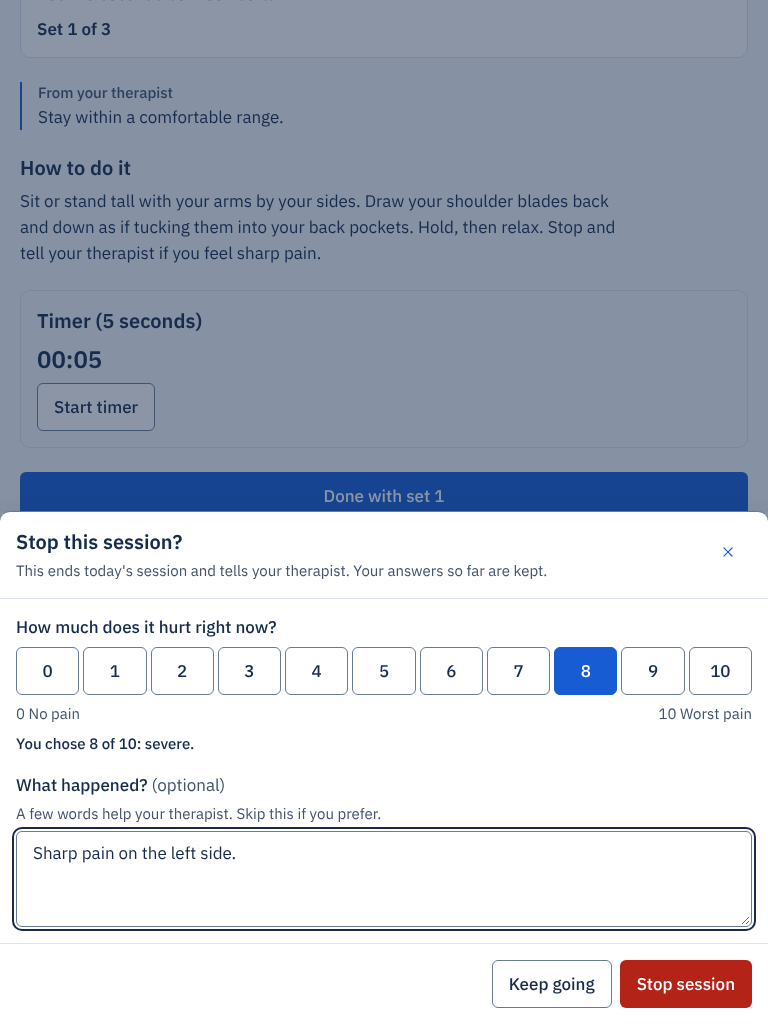 Set 1 of 3
From your therapist
Stay within a comfortable range.
How to do it
Sit or stand tall with your arms by your sides. Draw your shoulder blades back
and down as if tucking them into your back pockets. Hold, then relax. Stop and
tell your therapist if you feel sharp pain.
Timer (5 seconds)
00:05
Start timer
Done with set 1
Stop this session?
This ends today's session and tells your therapist. Your answers so far are kept.
How much does it hurt right now?
0 1 2 3 4 5 6 7 8 9 10
0 No pain 10 Worst pain
You chose 8 of 10: severe.
What happened? (optional)
A few words help your therapist. Skip this if you prefer.
Sharp pain on the left side.
Keep going Stop session